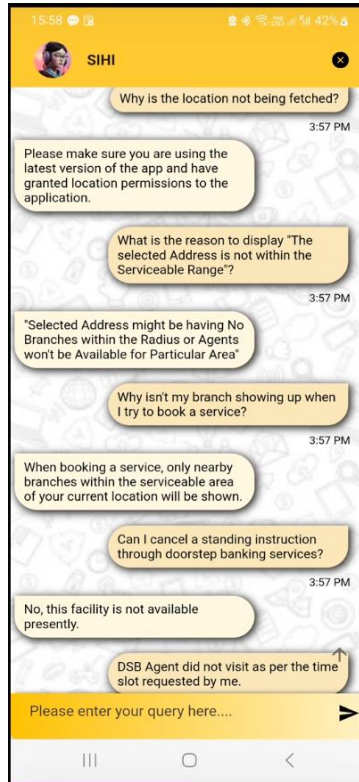 15:58
42%
SIHI
Why is the location not being fetched?
3:57 PM
Please make sure you are using the
latest version of the app and have
granted location permissions to the
application.
What is the reason to display "The
selected Address is not within the
Serviceable Range"?
3:57 PM
"Selected Address might be having No
Branches within the Radius or Agents
won't be Available for Particular Area"
Why isn't my branch showing up when
I try to book a service?
3:57 PM
When booking a service, only nearby
branches within the serviceable area
of your current location will be shown.
Can I cancel a standing instruction
through doorstep banking services?
3:57 PM
No, this facility is not available
presently.
DSB Agent did not visit as per the time
slot requested by me.
Please enter your query here....